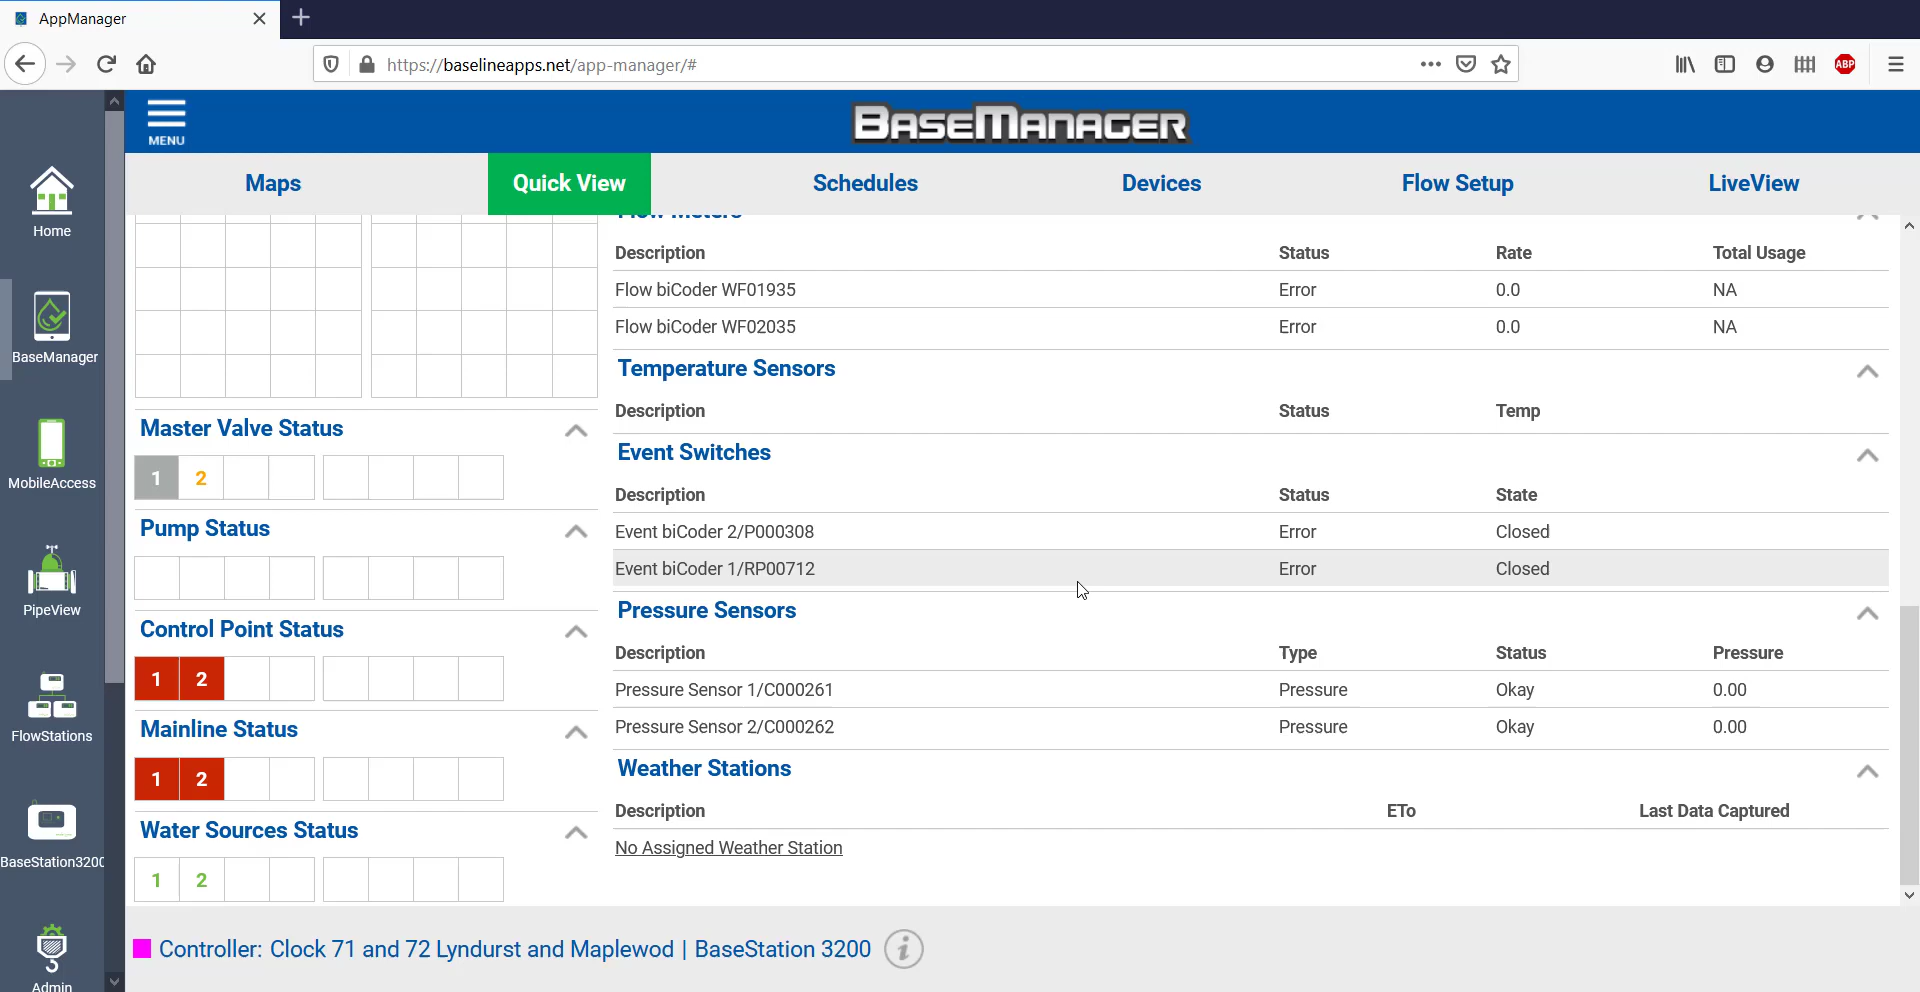 AppManager
https://baselineapps.net/app-manager/#
ABP
MENU
BASEMANAGER
Home
BaseManager
MobileAccess
PipeView
FlowStations
BaseStation3200
Admin
Maps
Quick View
Schedules
Devices
Flow Setup
LiveView
Master Valve Status
1 2
Pump Status
Control Point Status
1 2
Mainline Status
1 2
Water Sources Status
1 2
Flow Meters
Description Status Rate Total Usage
Flow biCoder WF01935 Error 0.0 NA
Flow biCoder WF02035 Error 0.0 NA
Temperature Sensors
Description Status Temp
Event Switches
Description Status State
Event biCoder 2/P000308 Error Closed
Event biCoder 1/RP00712 Error Closed
Pressure Sensors
Description Type Status Pressure
Pressure Sensor 1/C000261 Pressure Okay 0.00
Pressure Sensor 2/C000262 Pressure Okay 0.00
Weather Stations
Description ETo Last Data Captured
No Assigned Weather Station
Controller: Clock 71 and 72 Lyndurst and Maplewod | BaseStation 3200